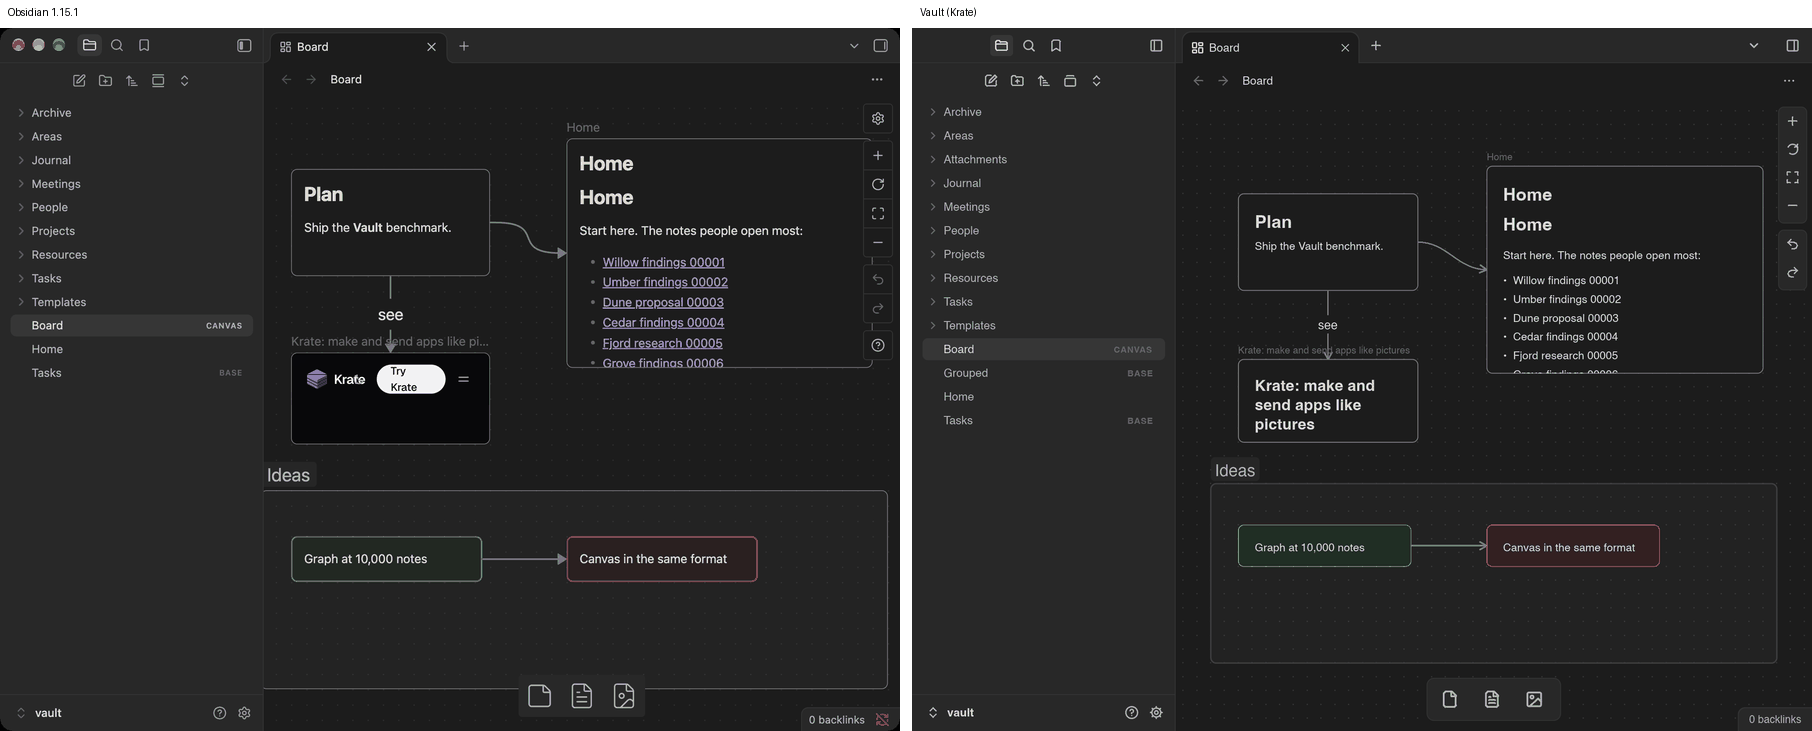 Obsidian 1.15.1
Board
Board
Archive
Areas
Journal
Meetings
People
Projects
Resources
Tasks
Templates
Board CANVAS
Home
Tasks BASE
vault
Plan
Ship the Vault benchmark.
see
Home
Home
Home
Start here. The notes people open most:
• Willow findings 00001
• Umber findings 00002
• Dune proposal 00003
• Cedar findings 00004
• Fjord research 00005
• Grove findings 00006
Krate: make and send apps like pi...
Krate
Try
Krate
Ideas
Graph at 10,000 notes
Canvas in the same format
0 backlinks
Vault (Krate)
Board
Board
Archive
Areas
Attachments
Journal
Meetings
People
Projects
Resources
Tasks
Templates
Board CANVAS
Grouped BASE
Home
Tasks BASE
vault
Plan
Ship the Vault benchmark.
see
Home
Home
Home
Start here. The notes people open most:
• Willow findings 00001
• Umber findings 00002
• Dune proposal 00003
• Cedar findings 00004
• Fjord research 00005
Krate: make and send apps like pictures
Krate: make and
send apps like
pictures
Ideas
Graph at 10,000 notes
Canvas in the same format
0 backlinks